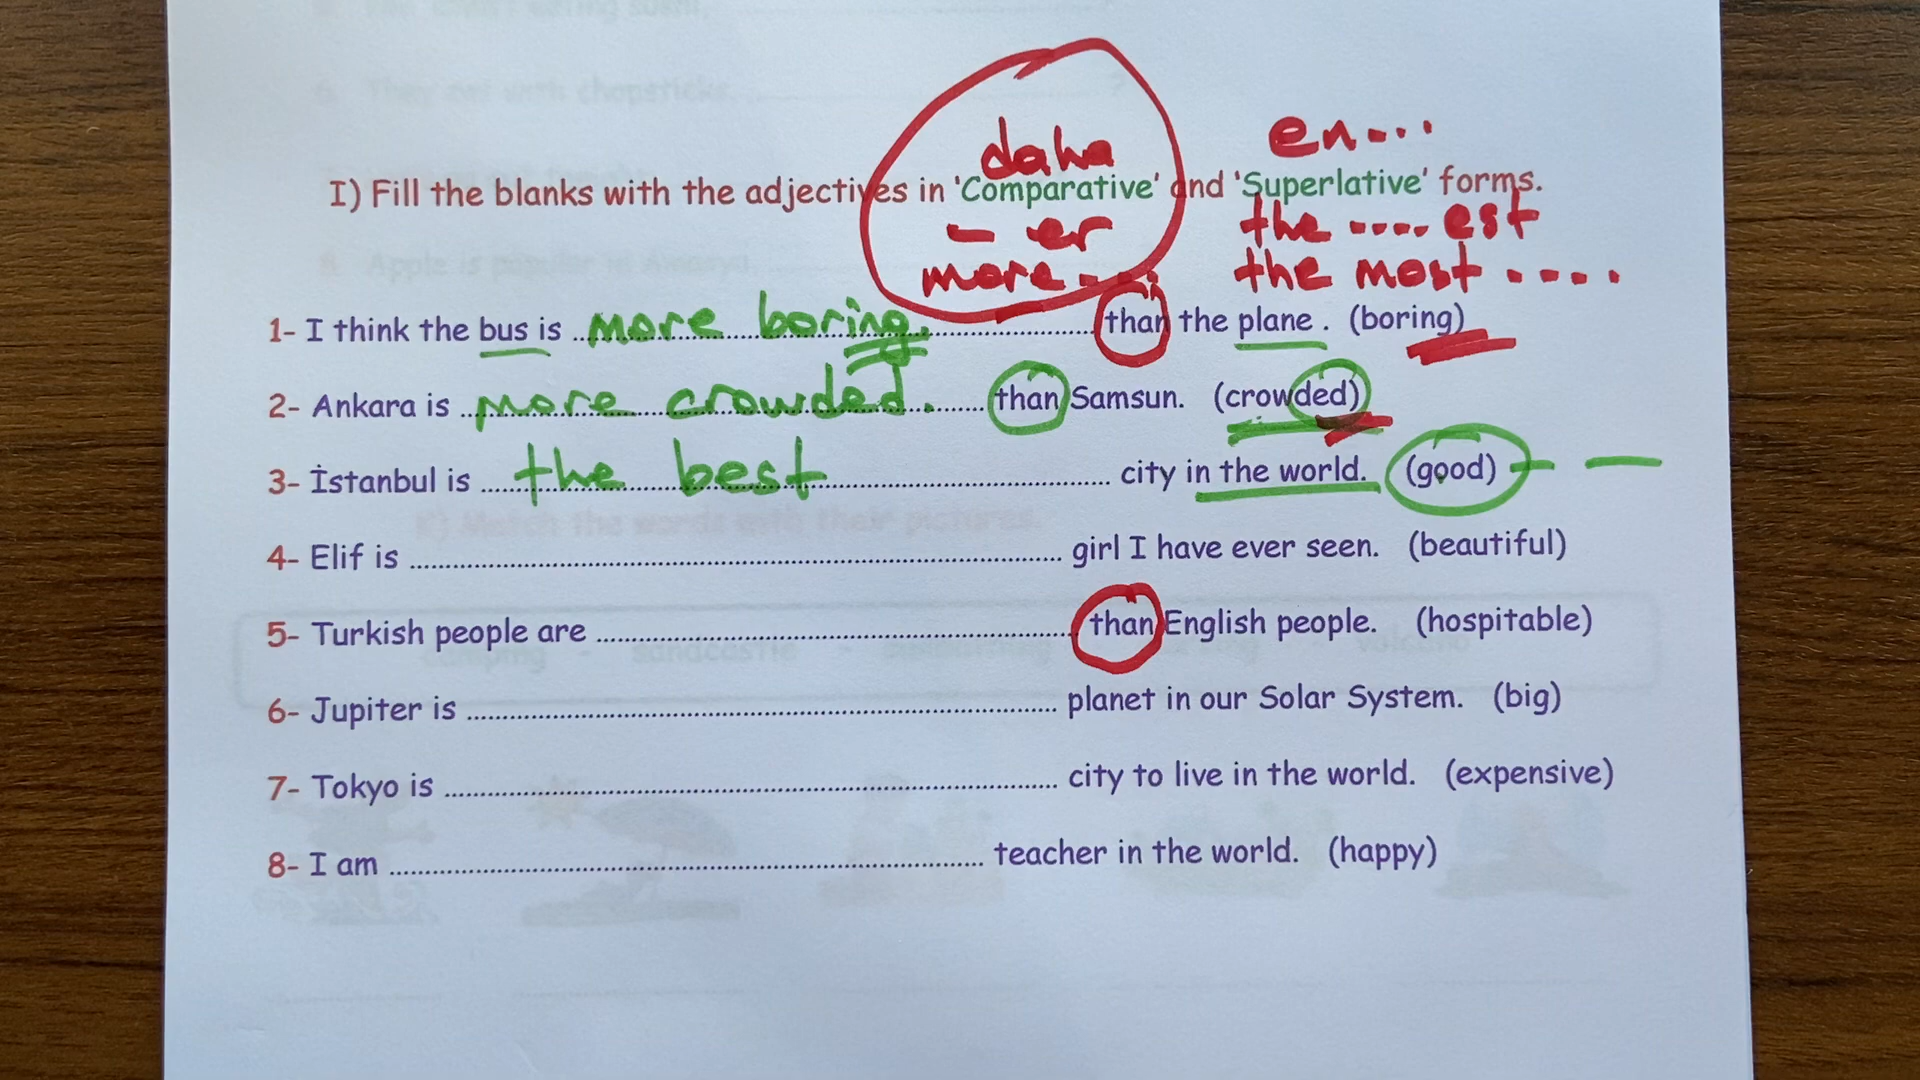 daha en...
I) Fill the blanks with the adjectives in 'Comparative' and 'Superlative' forms.
- er the .... est
more.... the most ....
1- I think the bus is more boring. than the plane . (boring)
2- Ankara is more crowded. than Samsun. (crowded)
3- İstanbul is the best city in the world. (good)
4- Elif is girl I have ever seen. (beautiful)
5- Turkish people are than English people. (hospitable)
6- Jupiter is planet in our Solar System. (big)
7- Tokyo is city to live in the world. (expensive)
8- I am teacher in the world. (happy)